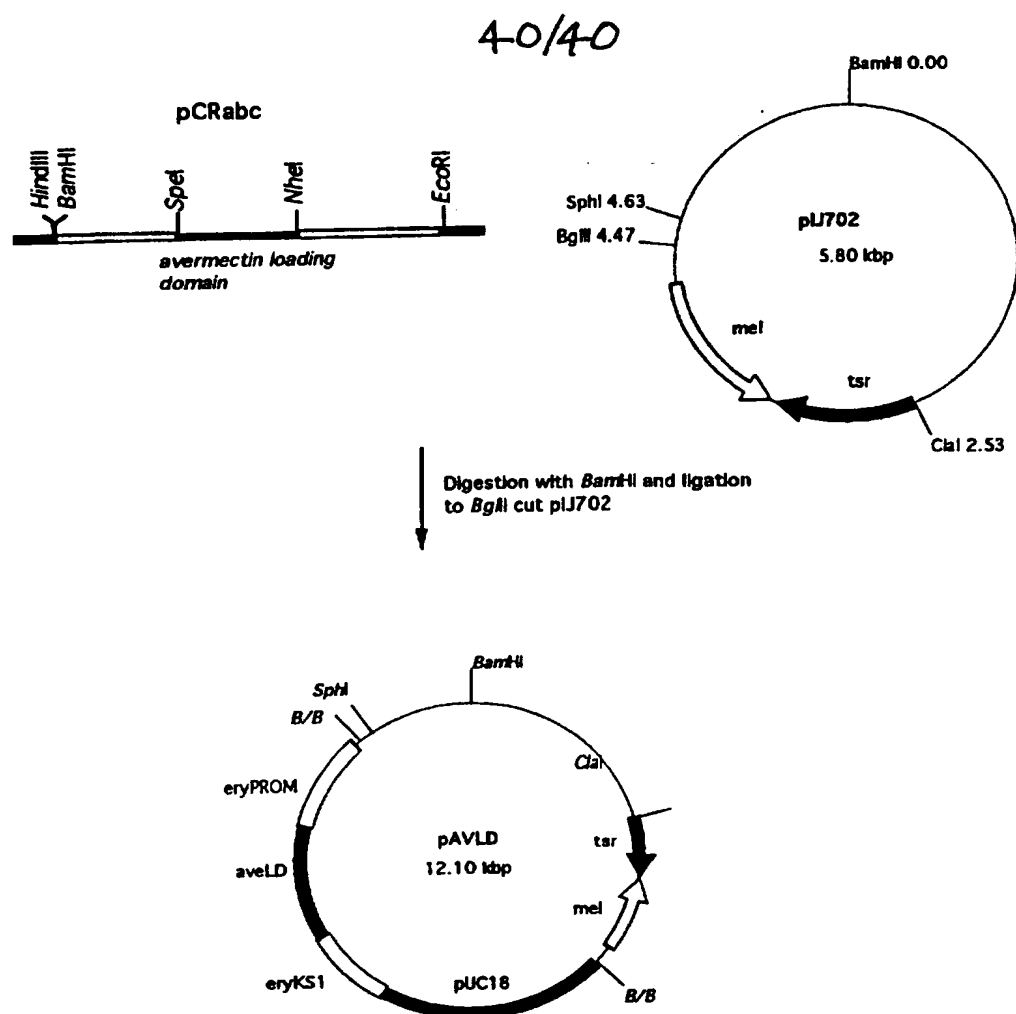 40/40
pCRabc
HindIII
BamHI
SpeI
NheI
EcoRI
avermectin loading
domain
BamHI 0.00
SphI 4.63
BglII 4.47
pIJ702
5.80 kbp
mel
tsr
ClaI 2.53
Digestion with BamHI and ligation
to BglII cut pIJ702
BamHI
SphI
B/B
ClaI
eryPROM
pAVLD
12.10 kbp
tsr
aveLD
mel
eryKS1
pUC18
B/B